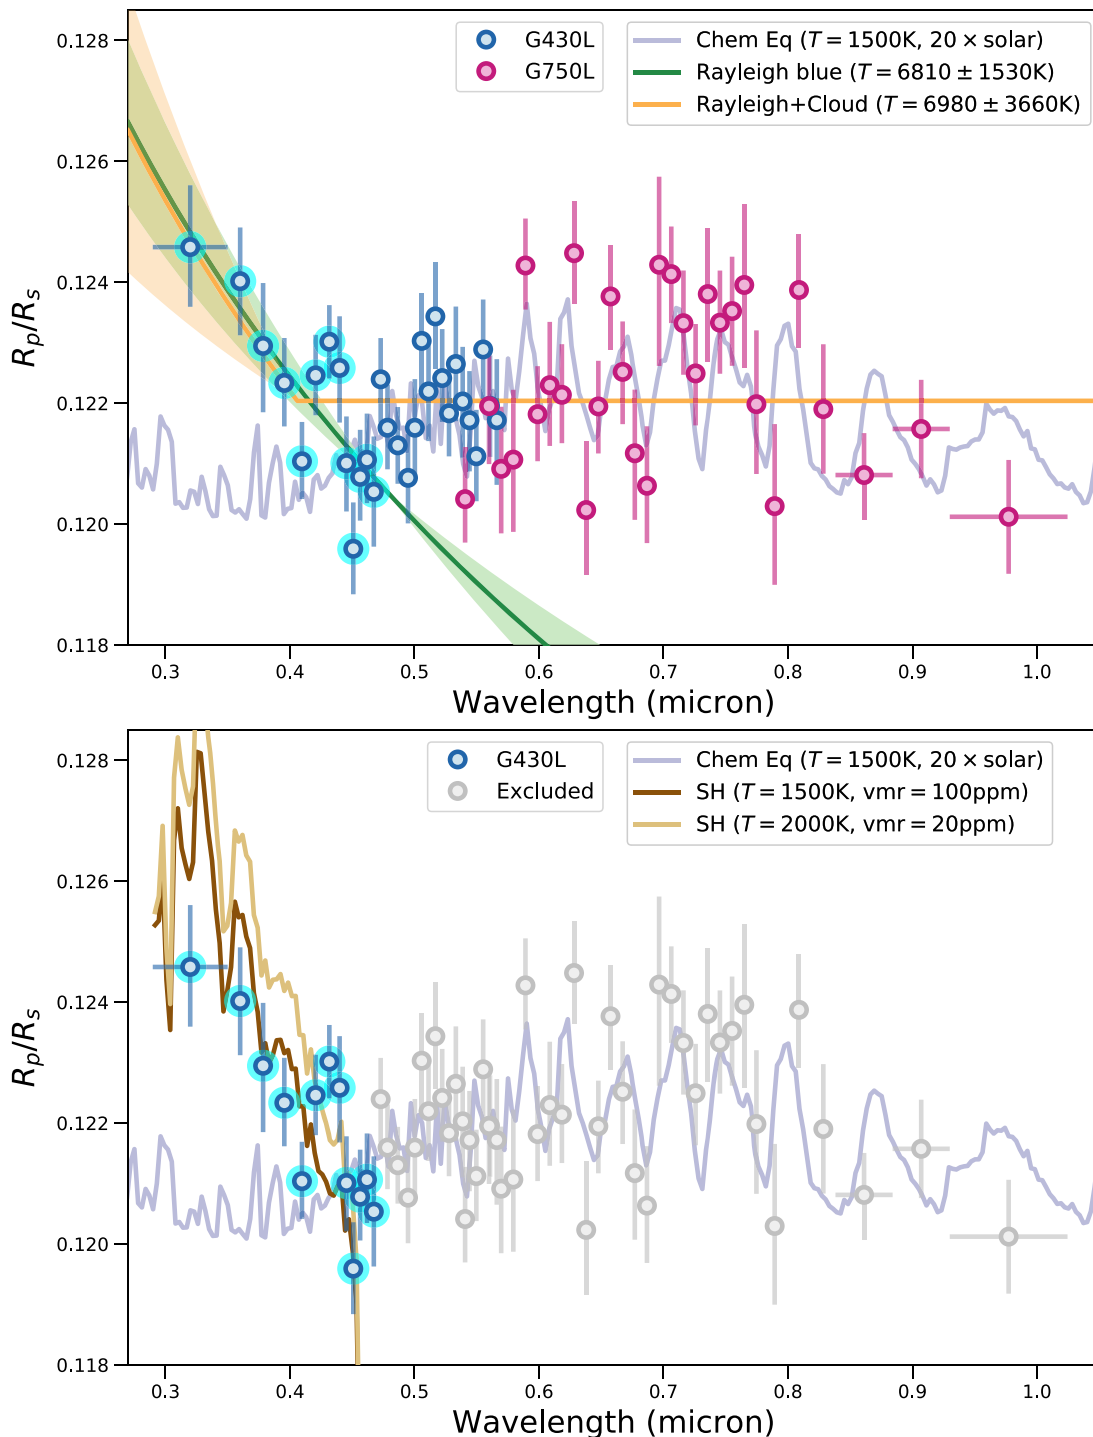 G430L
G750L
Chem Eq (T = 1500K, 20 × solar)
Rayleigh blue (T = 6810 ± 1530K)
Rayleigh+Cloud (T = 6980 ± 3660K)
0.128
0.126
0.124
0.122
0.120
0.118
Rp/Rs
0.3 0.4 0.5 0.6 0.7 0.8 0.9 1.0
Wavelength (micron)
G430L
Excluded
Chem Eq (T = 1500K, 20 × solar)
SH (T = 1500K, vmr = 100ppm)
SH (T = 2000K, vmr = 20ppm)
0.128
0.126
0.124
0.122
0.120
0.118
Rp/Rs
0.3 0.4 0.5 0.6 0.7 0.8 0.9 1.0
Wavelength (micron)